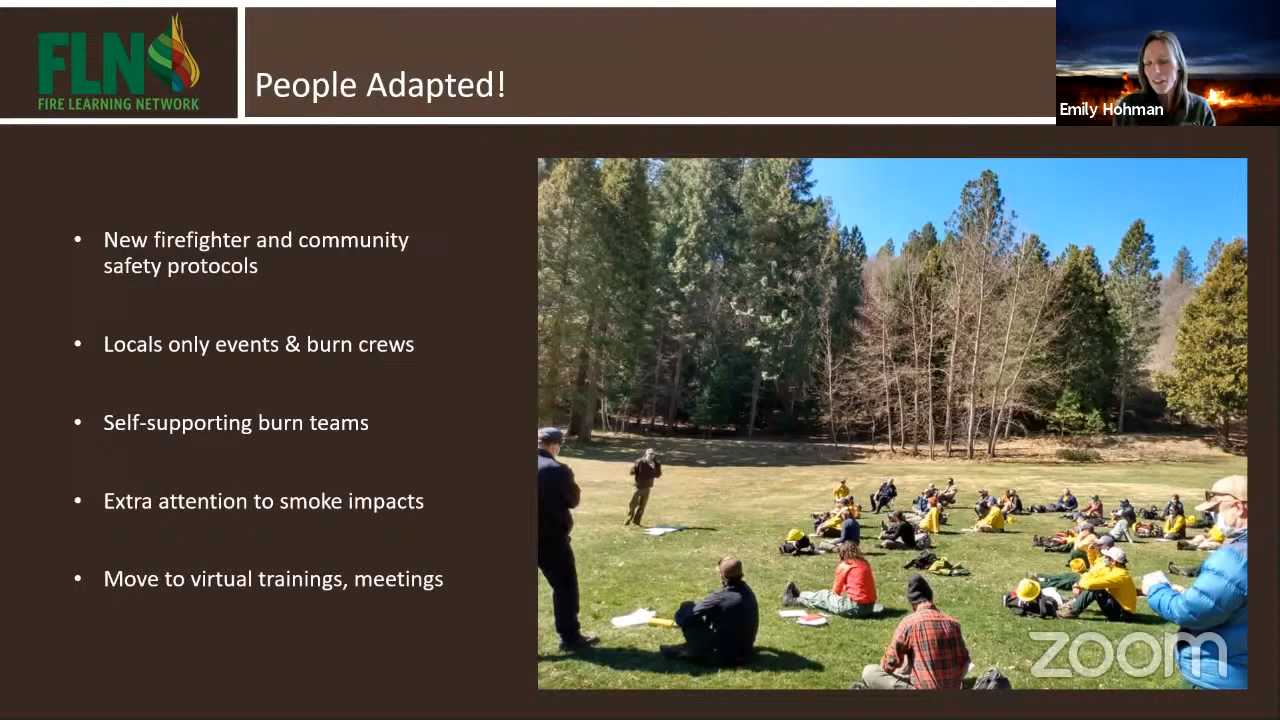 FLN
FIRE LEARNING NETWORK
People Adapted!
Emily Hohman
• New firefighter and community
safety protocols
• Locals only events & burn crews
• Self-supporting burn teams
• Extra attention to smoke impacts
• Move to virtual trainings, meetings
zoom